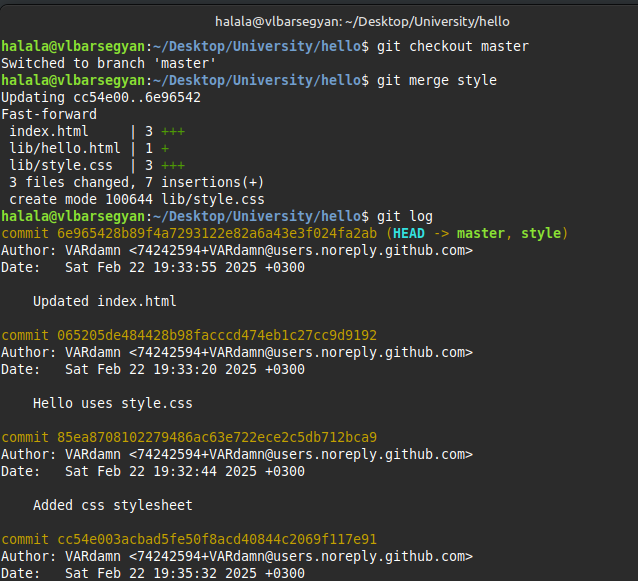 halala@vlbarsegyan: ~/Desktop/University/hello
halala@vlbarsegyan:~/Desktop/University/hello$ git checkout master
Switched to branch 'master'
halala@vlbarsegyan:~/Desktop/University/hello$ git merge style
Updating cc54e00..6e96542
Fast-forward
 index.html     | 3 +++
 lib/hello.html | 1 +
 lib/style.css  | 3 +++
 3 files changed, 7 insertions(+)
 create mode 100644 lib/style.css
halala@vlbarsegyan:~/Desktop/University/hello$ git log
commit 6e965428b89f4a7293122e82a6a43e3f024fa2ab (HEAD -> master, style)
Author: VARdamn <74242594+VARdamn@users.noreply.github.com>
Date:   Sat Feb 22 19:33:55 2025 +0300

    Updated index.html

commit 065205de484428b98facccd474eb1c27cc9d9192
Author: VARdamn <74242594+VARdamn@users.noreply.github.com>
Date:   Sat Feb 22 19:33:20 2025 +0300

    Hello uses style.css

commit 85ea8708102279486ac63e722ece2c5db712bca9
Author: VARdamn <74242594+VARdamn@users.noreply.github.com>
Date:   Sat Feb 22 19:32:44 2025 +0300

    Added css stylesheet

commit cc54e003acbad5fe50f8acd40844c2069f117e91
Author: VARdamn <74242594+VARdamn@users.noreply.github.com>
Date:   Sat Feb 22 19:35:32 2025 +0300